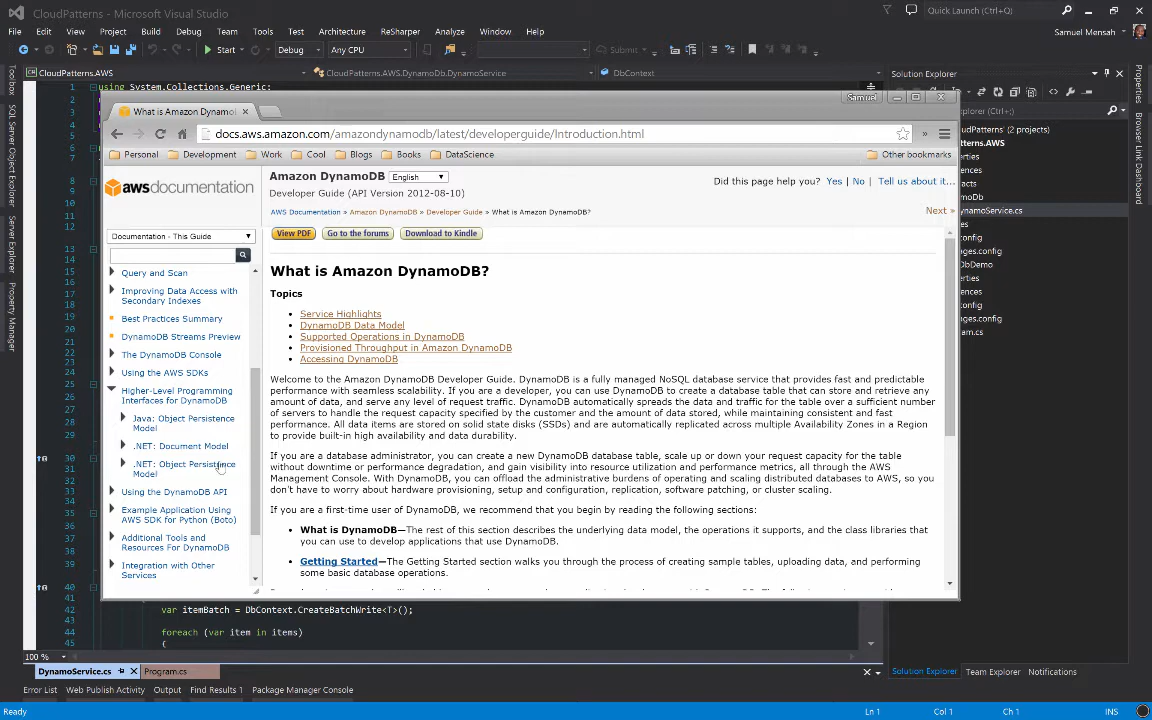 CloudPatterns - Microsoft Visual Studio
Quick Launch (Ctrl+Q)
File Edit View Project Build Debug Team Tools Test Architecture ReSharper Analyze Window Help
Samuel Mensah
Start Debug Any CPU Submit
CloudPatterns.AWS CloudPatterns.AWS.DynamoDb.DynamoService DbContext
Solution Explorer
Toolbox
SQL Server Object Explorer
Server Explorer
Property Manager
Properties
Browser Link Dashboard
1 using System.Collections.Generic;
What is Amazon Dynamo
Samuel
docs.aws.amazon.com/amazondynamodb/latest/developerguide/Introduction.html
Personal Development Work Cool Blogs Books DataScience Other bookmarks
awsdocumentation
Amazon DynamoDB English
Developer Guide (API Version 2012-08-10)
Did this page help you? Yes | No | Tell us about it...
AWS Documentation » Amazon DynamoDB » Developer Guide » What is Amazon DynamoDB?
Next »
Documentation - This Guide
View PDF Go to the forums Download to Kindle
Query and Scan
Improving Data Access with
Secondary Indexes
Best Practices Summary
DynamoDB Streams Preview
The DynamoDB Console
Using the AWS SDKs
Higher-Level Programming
Interfaces for DynamoDB
Java: Object Persistence
Model
.NET: Document Model
.NET: Object Persistence
Model
Using the DynamoDB API
Example Application Using
AWS SDK for Python (Boto)
Additional Tools and
Resources For DynamoDB
Integration with Other
Services
What is Amazon DynamoDB?
Topics
• Service Highlights
• DynamoDB Data Model
• Supported Operations in DynamoDB
• Provisioned Throughput in Amazon DynamoDB
• Accessing DynamoDB
Welcome to the Amazon DynamoDB Developer Guide. DynamoDB is a fully managed NoSQL database service that provides fast and predictable
performance with seamless scalability. If you are a developer, you can use DynamoDB to create a database table that can store and retrieve any
amount of data, and serve any level of request traffic. DynamoDB automatically spreads the data and traffic for the table over a sufficient number
of servers to handle the request capacity specified by the customer and the amount of data stored, while maintaining consistent and fast
performance. All data items are stored on solid state disks (SSDs) and are automatically replicated across multiple Availability Zones in a Region
to provide built-in high availability and data durability.
If you are a database administrator, you can create a new DynamoDB database table, scale up or down your request capacity for the
table without downtime or performance degradation, and gain visibility into resource utilization and performance metrics, all through the AWS
Management Console. With DynamoDB, you can offload the administrative burdens of operating and scaling distributed databases to AWS, so you
don't have to worry about hardware provisioning, setup and configuration, replication, software patching, or cluster scaling.
If you are a first-time user of DynamoDB, we recommend that you begin by reading the following sections:
• What is DynamoDB—The rest of this section describes the underlying data model, the operations it supports, and the class libraries that
you can use to develop applications that use DynamoDB.
• Getting Started—The Getting Started section walks you through the process of creating sample tables, uploading data, and performing
some basic database operations.
42 var itemBatch = DbContext.CreateBatchWrite<T>();
43
44 foreach (var item in items)
45 {
100 %
DynamoService.cs Program.cs
Solution Explorer Team Explorer Notifications
Error List Web Publish Activity Output Find Results 1 Package Manager Console
Ready Ln 1 Col 1 Ch 1 INS